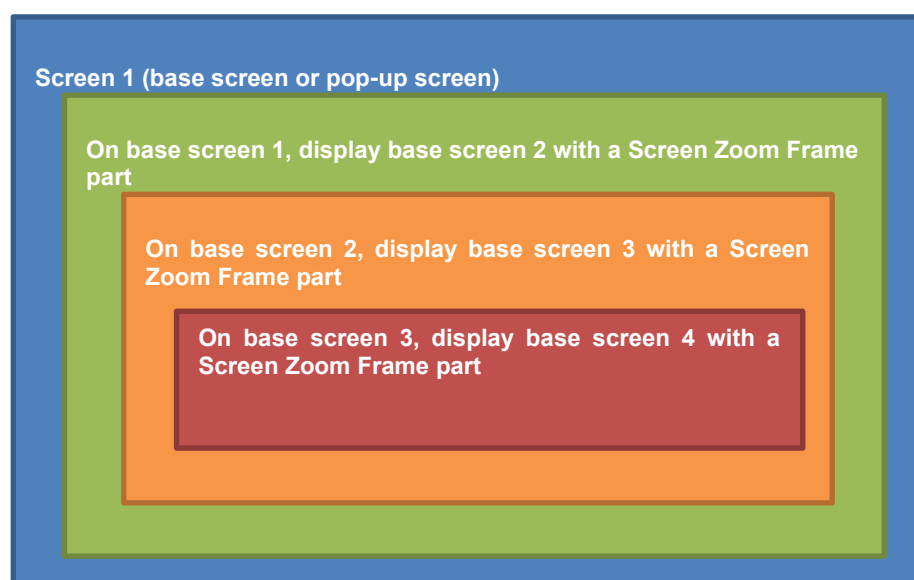 Screen 1 (base screen or pop-up screen)
On base screen 1, display base screen 2 with a Screen Zoom Frame
part
On base screen 2, display base screen 3 with a Screen
Zoom Frame part
On base screen 3, display base screen 4 with a
Screen Zoom Frame part